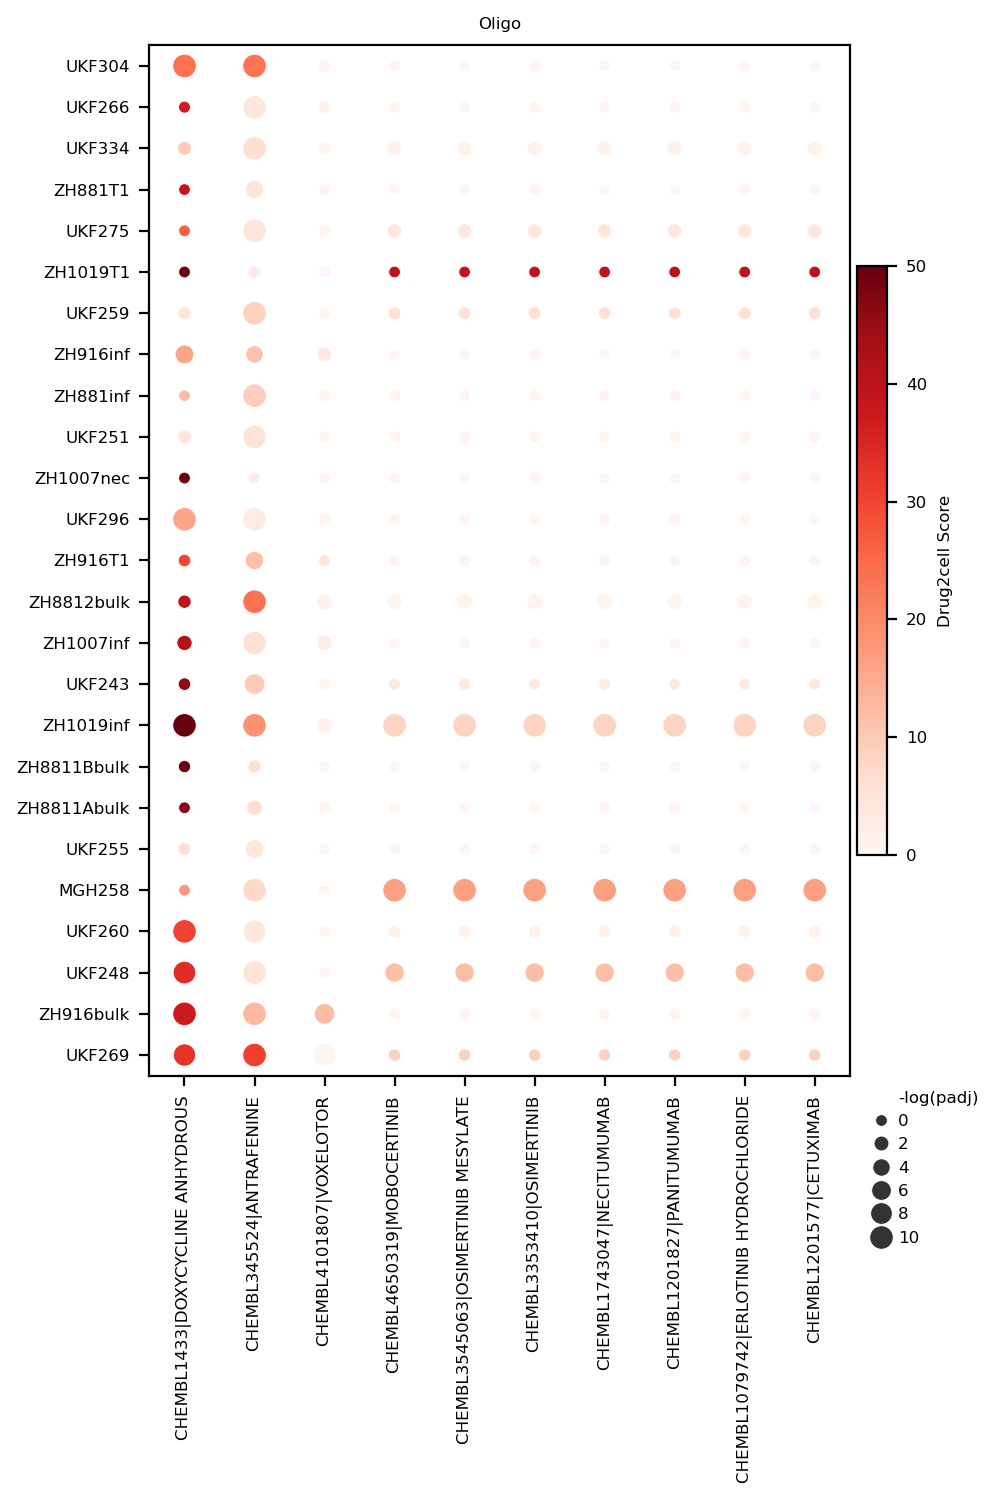 Oligo
UKF304
UKF266
UKF334
ZH881T1
UKF275
ZH1019T1
UKF259
ZH916inf
ZH881inf
UKF251
ZH1007nec
UKF296
ZH916T1
ZH8812bulk
ZH1007inf
UKF243
ZH1019inf
ZH8811Bbulk
ZH8811Abulk
UKF255
MGH258
UKF260
UKF248
ZH916bulk
UKF269
50
40
30
20
10
0
Drug2cell Score
CHEMBL1433|DOXYCYCLINE ANHYDROUS
CHEMBL345524|ANTRAFENINE
CHEMBL4101807|VOXELOTOR
CHEMBL4650319|MOBOCERTINIB
CHEMBL3545063|OSIMERTINIB MESYLATE
CHEMBL3353410|OSIMERTINIB
CHEMBL1743047|NECITUMUMAB
CHEMBL1201827|PANITUMUMAB
CHEMBL1079742|ERLOTINIB HYDROCHLORIDE
CHEMBL1201577|CETUXIMAB
-log(padj)
0
2
4
6
8
10